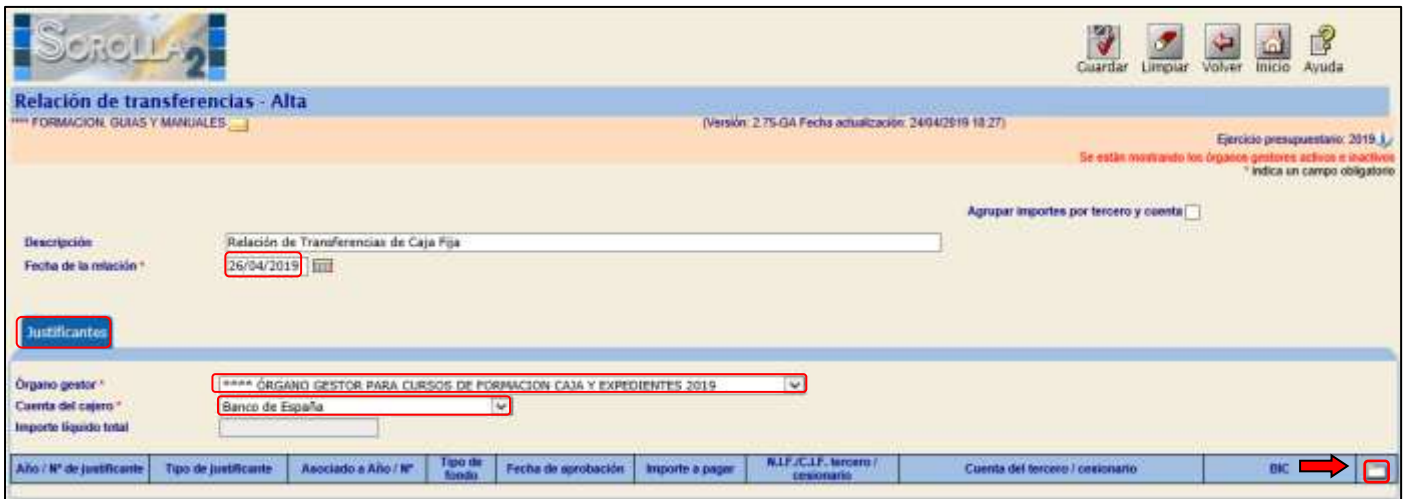 SOROLLA2
Guardar Limpiar Volver Inicio Ayuda
Relación de transferencias - Alta
**** FORMACION. GUIAS Y MANUALES
(Versión: 2.75-GA Fecha actualización: 24/04/2019 18:27)
Ejercicio presupuestario: 2019
Se están mostrando los órganos gestores activos e inactivos
* Indica un campo obligatorio
Agrupar importes por tercero y cuenta
Descripción Relación de Transferencias de Caja Fija
Fecha de la relación * 26/04/2019
Justificantes
Órgano gestor * **** ÓRGANO GESTOR PARA CURSOS DE FORMACION CAJA Y EXPEDIENTES 2019
Cuenta del cajero * Banco de España
Importe líquido total
Año / Nº de justificante Tipo de justificante Asociado a Año / Nº Tipo de fondo Fecha de aprobación Importe a pagar N.I.F./C.I.F. tercero / cesionario Cuenta del tercero / cesionario BIC